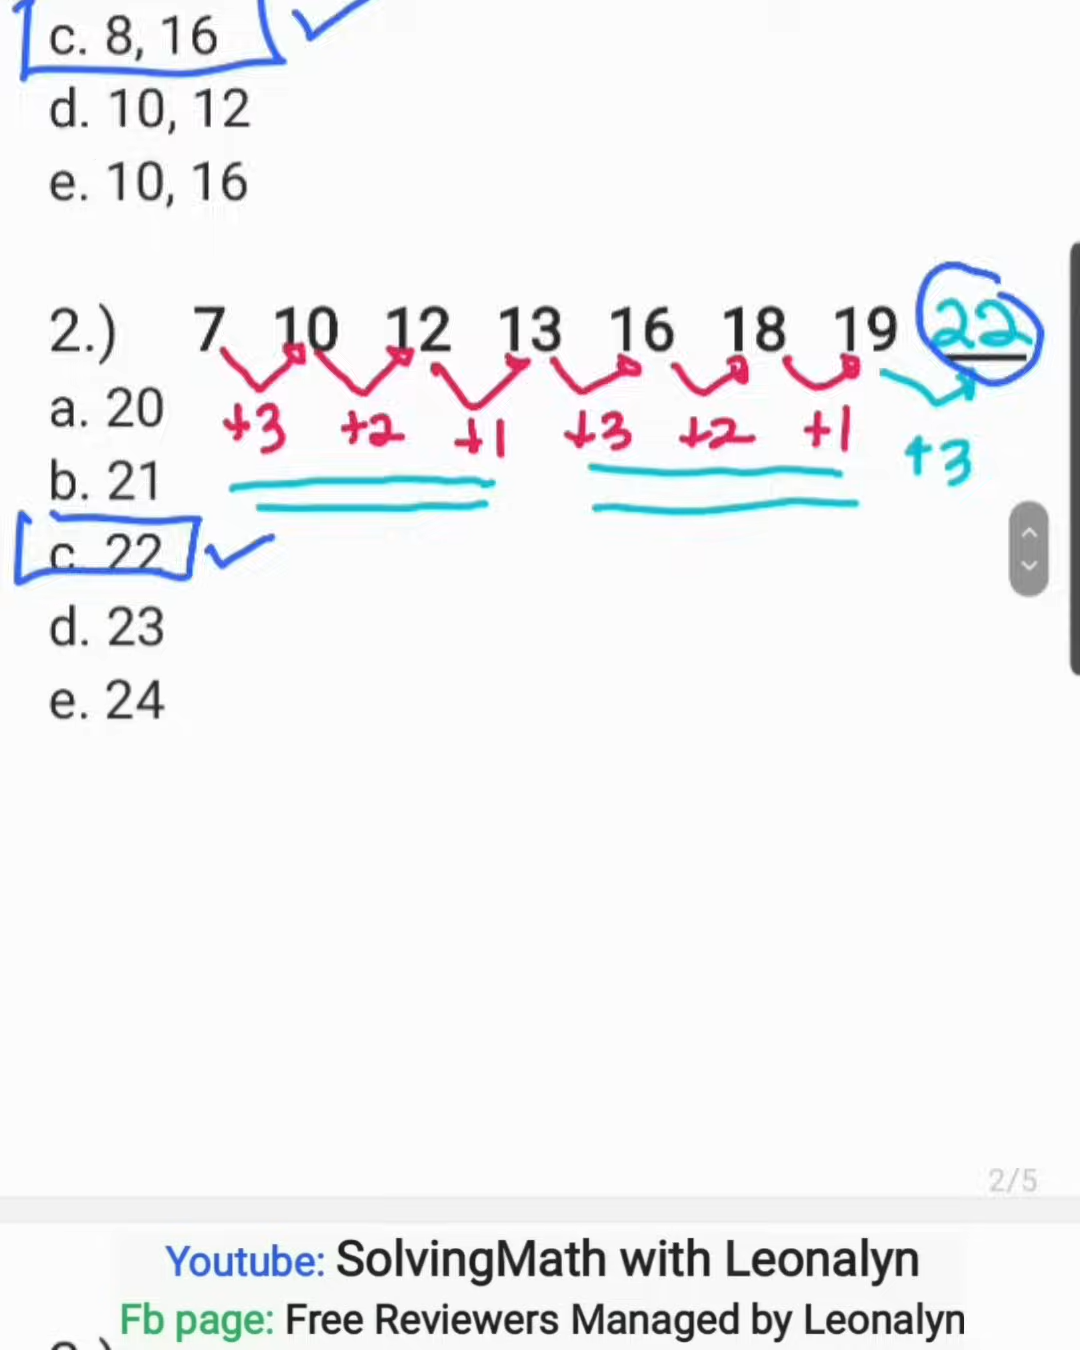 c. 8, 16
d. 10, 12
e. 10, 16
2.) 7 10 12 13 16 18 19 22
+3 +2 +1 +3 +2 +1 +3
a. 20
b. 21
c. 22
d. 23
e. 24
2/5
Youtube: SolvingMath with Leonalyn
Fb page: Free Reviewers Managed by Leonalyn